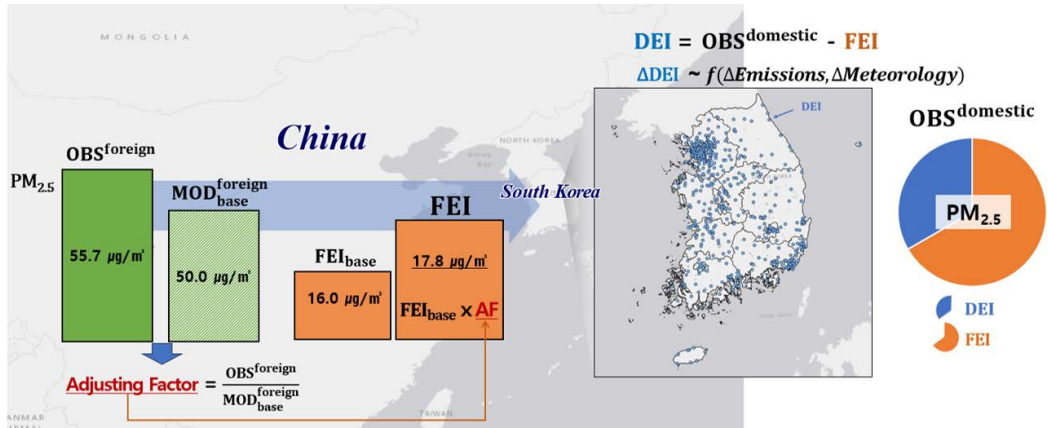 MONGOLIA
DEI = OBS^domestic - FEI
ΔDEI ~ f(ΔEmissions, ΔMeteorology)
DEI
China
OBS^domestic
OBS^foreign
NORTH KOREA
PM2.5
MOD^foreign_base
South Korea
FEI
PM2.5
55.7 ㎍/㎥
50.0 ㎍/㎥
FEI_base
17.8 ㎍/㎥
16.0 ㎍/㎥
FEI_base × AF
DEI
FEI
Adjusting Factor = OBS^foreign / MOD^foreign_base
TAIWAN